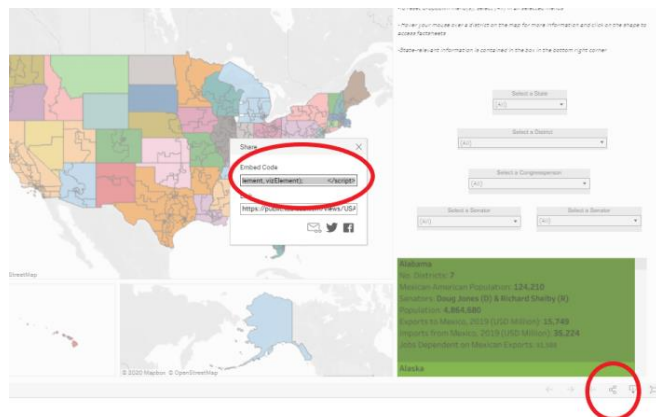 - Hover your mouse over a district on the map for more information and click on the shape to
access factsheets
-State-relevant information is contained in the box in the bottom right corner
Select a State
(All)
Select a District
(All)
Select a Congressperson
(All)
Select a Senator
(All)
Select a Senator
(All)
Share
Embed Code
lement, vizElement); </script>
https://public
views/USA
StreetMap
© 2020 Mapbox © OpenStreetMap
Alabama
No. Districts: 7
Mexican-American Population: 124,210
Senators: Doug Jones (D) & Richard Shelby (R)
Population: 4,864,680
Exports to Mexico, 2019 (USD Million): 15,749
Imports from Mexico, 2019 (USD Million): 35,224
Jobs Dependent on Mexican Exports:
Alaska